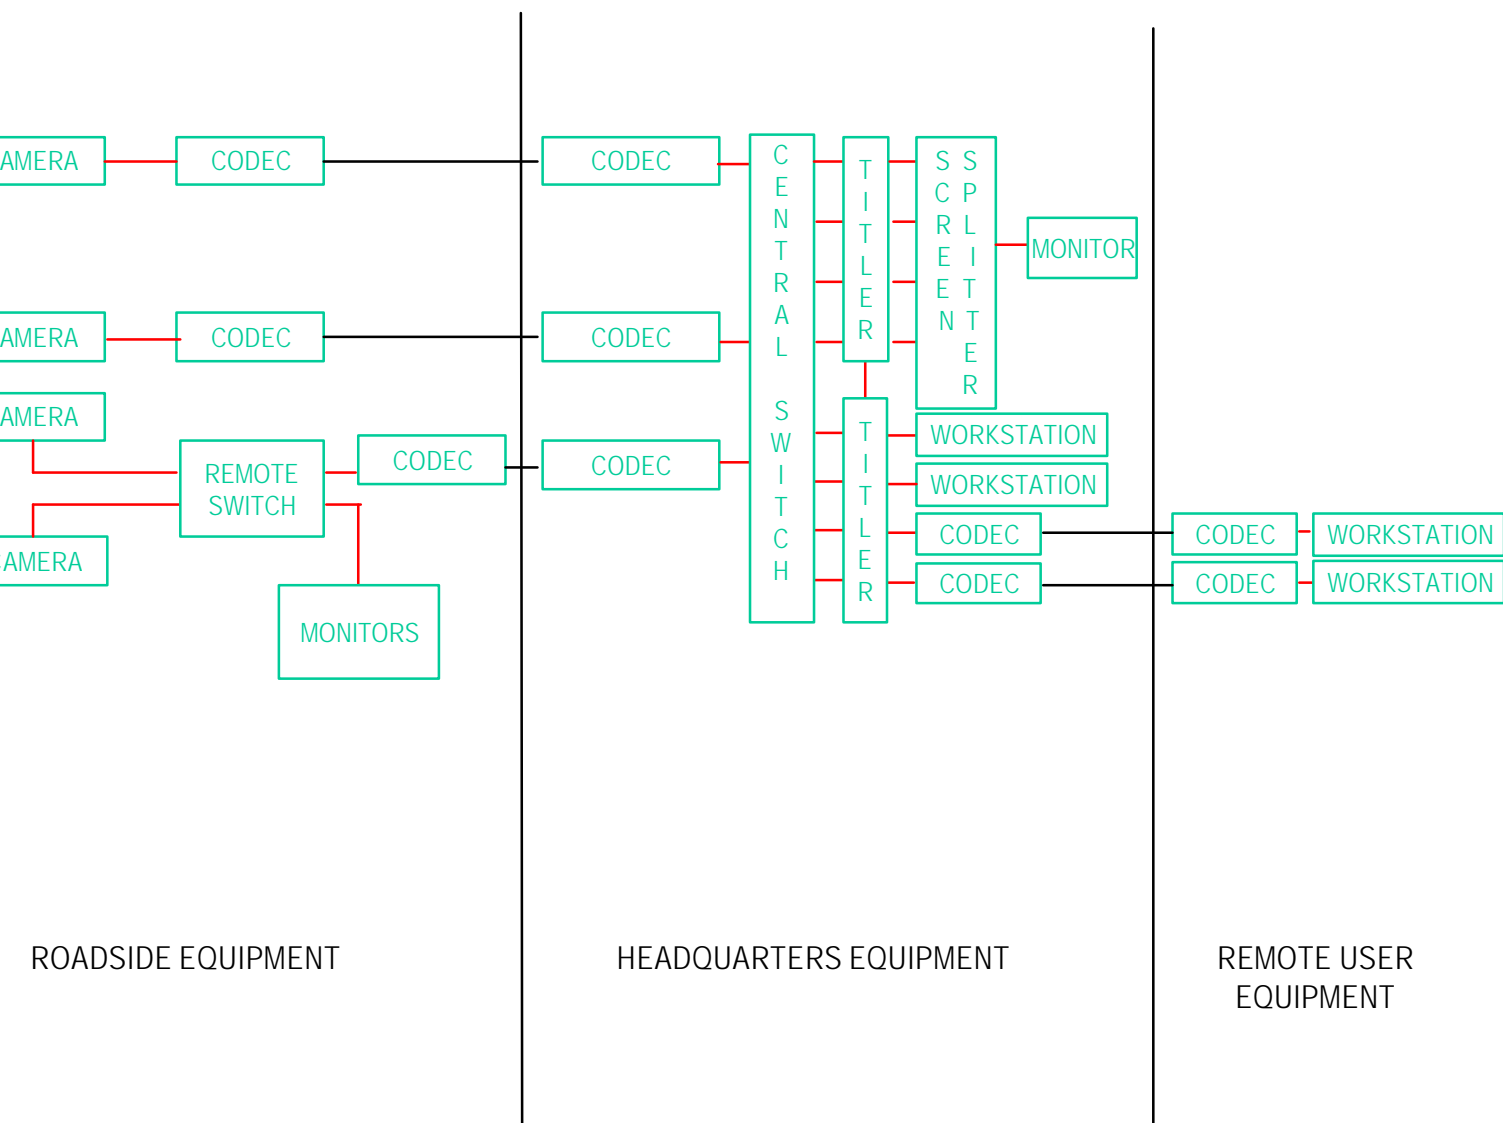 AMERA
CODEC
CODEC
CENTRAL SWITCH
TITLER
SCREEN
SPLITTER
MONITOR
AMERA
CODEC
CODEC
AMERA
REMOTE
SWITCH
CODEC
CODEC
TITLER
WORKSTATION
WORKSTATION
AMERA
CODEC
CODEC
WORKSTATION
CODEC
CODEC
WORKSTATION
MONITORS
ROADSIDE EQUIPMENT
HEADQUARTERS EQUIPMENT
REMOTE USER
EQUIPMENT